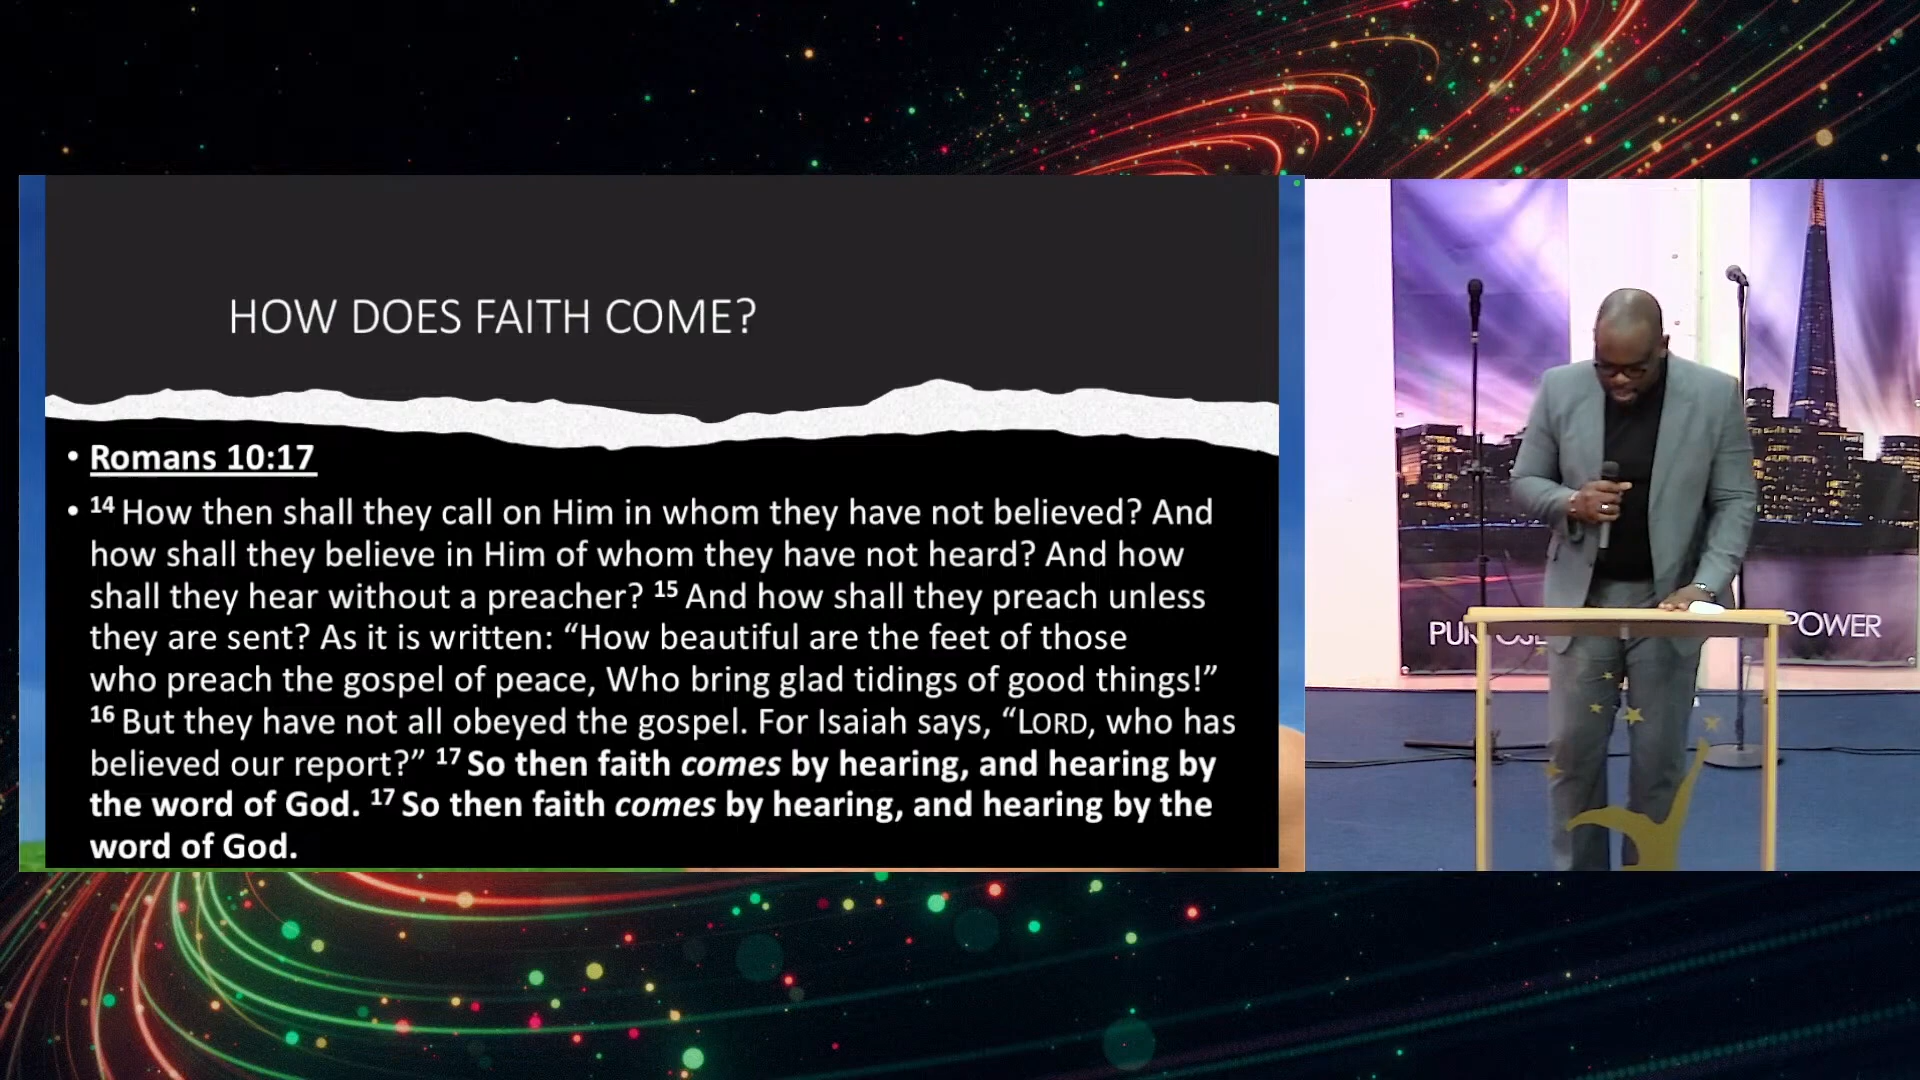 HOW DOES FAITH COME?
• Romans 10:17
• 14 How then shall they call on Him in whom they have not believed? And
how shall they believe in Him of whom they have not heard? And how
shall they hear without a preacher? 15 And how shall they preach unless
they are sent? As it is written: “How beautiful are the feet of those
who preach the gospel of peace, Who bring glad tidings of good things!”
16 But they have not all obeyed the gospel. For Isaiah says, “LORD, who has
believed our report?” 17 So then faith comes by hearing, and hearing by
the word of God. 17 So then faith comes by hearing, and hearing by the
word of God.
PURPOSE
POWER